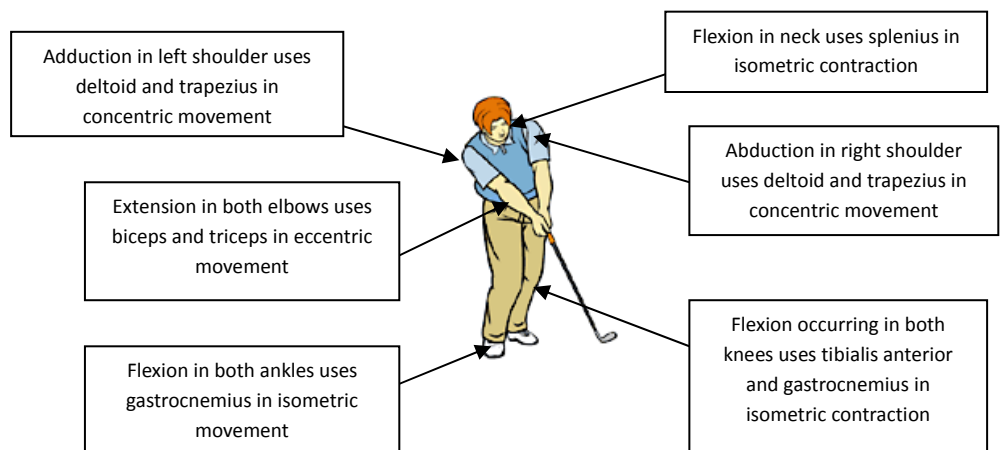 Adduction in left shoulder uses
deltoid and trapezius in
concentric movement
Flexion in neck uses splenius in
isometric contraction
Abduction in right shoulder
uses deltoid and trapezius in
concentric movement
Extension in both elbows uses
biceps and triceps in eccentric
movement
Flexion occurring in both
knees uses tibialis anterior
and gastrocnemius in
isometric contraction
Flexion in both ankles uses
gastrocnemius in isometric
movement